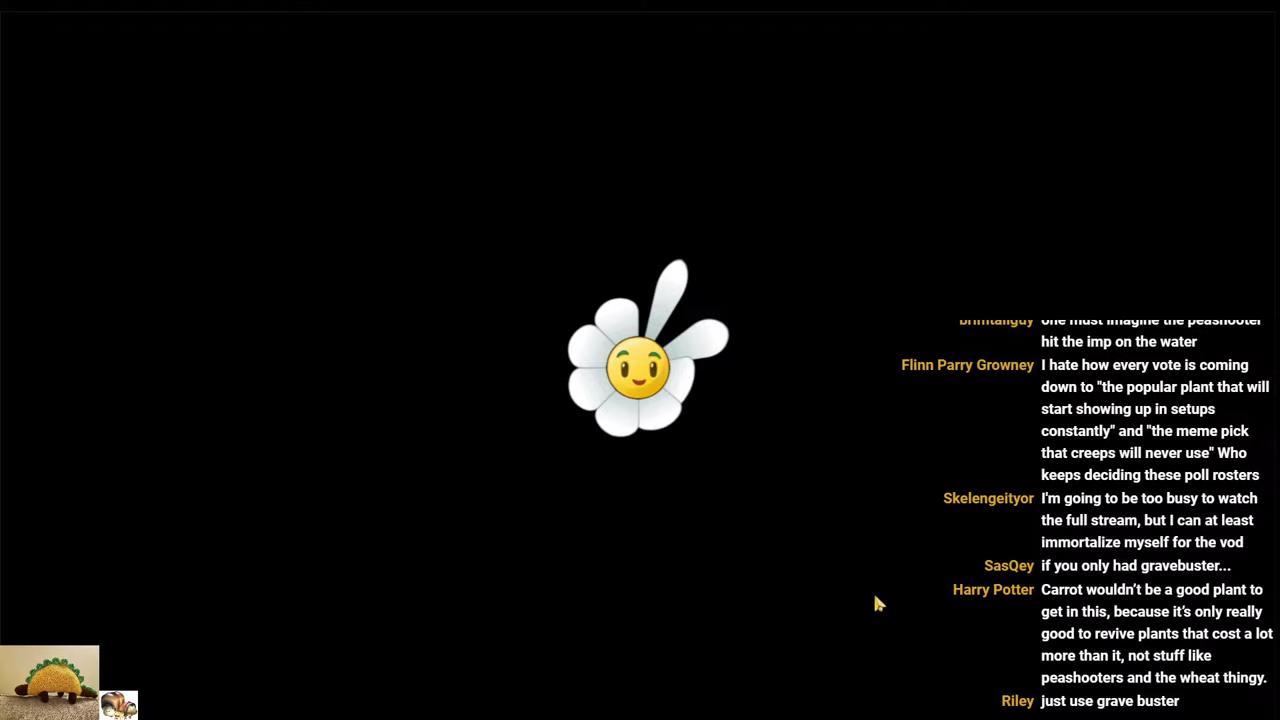 brimtallguy one must imagine the peashooter
hit the imp on the water
Flinn Parry Growney I hate how every vote is coming
down to "the popular plant that will
start showing up in setups
constantly" and "the meme pick
that creeps will never use" Who
keeps deciding these poll rosters
Skelengeityor I'm going to be too busy to watch
the full stream, but I can at least
immortalize myself for the vod
SasQey if you only had gravebuster...
Harry Potter Carrot wouldn’t be a good plant to
get in this, because it’s only really
good to revive plants that cost a lot
more than it, not stuff like
peashooters and the wheat thingy.
Riley just use grave buster